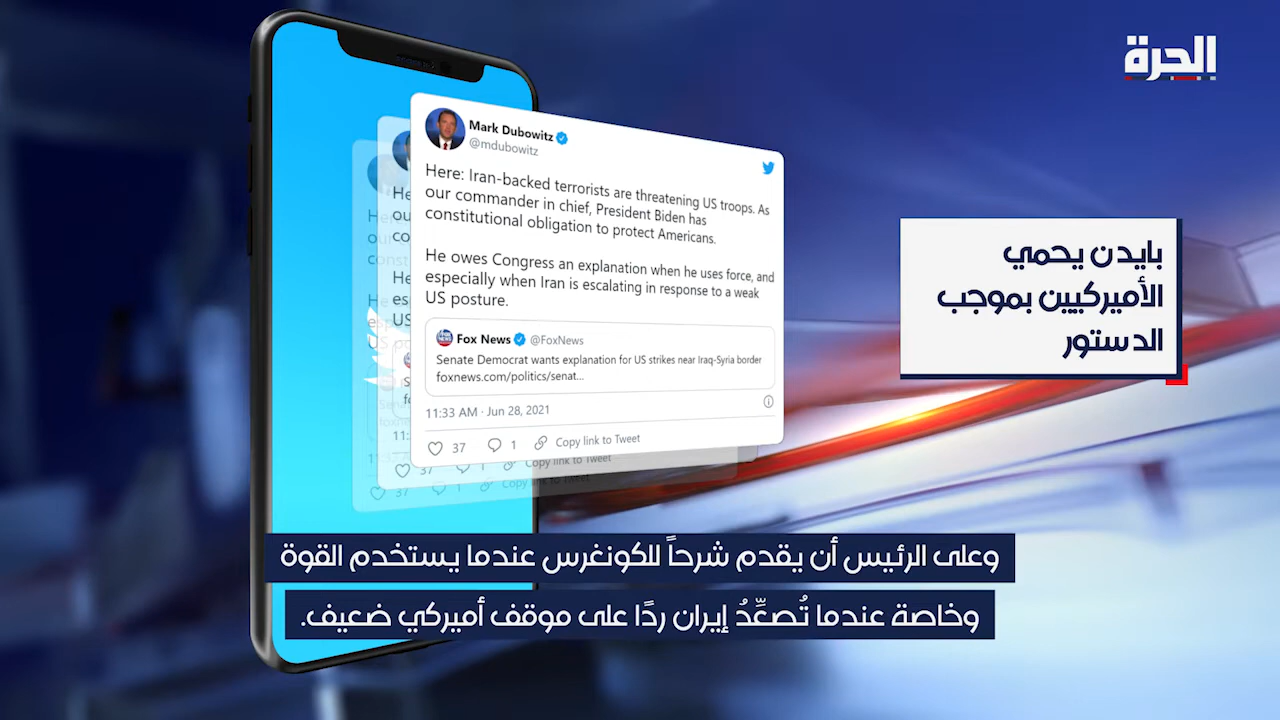 الحرة
Mark Dubowitz
@mdubowitz
Here: Iran-backed terrorists are threatening US troops. As
our commander in chief, President Biden has
constitutional obligation to protect Americans.
He owes Congress an explanation when he uses force, and
especially when Iran is escalating in response to a weak
US posture.
Fox News @FoxNews
Senate Democrat wants explanation for US strikes near Iraq-Syria border
foxnews.com/politics/senat...
11:33 AM · Jun 28, 2021
37 1 Copy link to Tweet
بايدن يحمي
الأميركيين بموجب
الدستور
وعلى الرئيس أن يقدم شرحاً للكونغرس عندما يستخدم القوة
وخاصة عندما تُصعِّدُ إيران ردًا على موقف أميركي ضعيف.